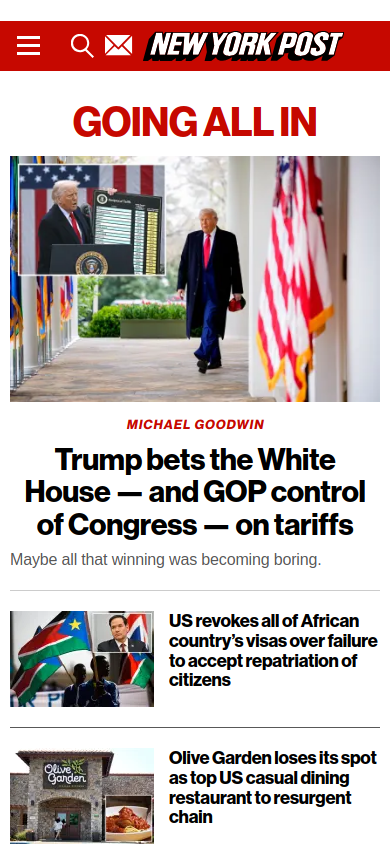 NEW YORK POST
GOING ALL IN
MICHAEL GOODWIN
Trump bets the White
House — and GOP control
of Congress — on tariffs
Maybe all that winning was becoming boring.
US revokes all of African
country’s visas over failure
to accept repatriation of
citizens
Olive Garden
Olive Garden loses its spot
as top US casual dining
restaurant to resurgent
chain